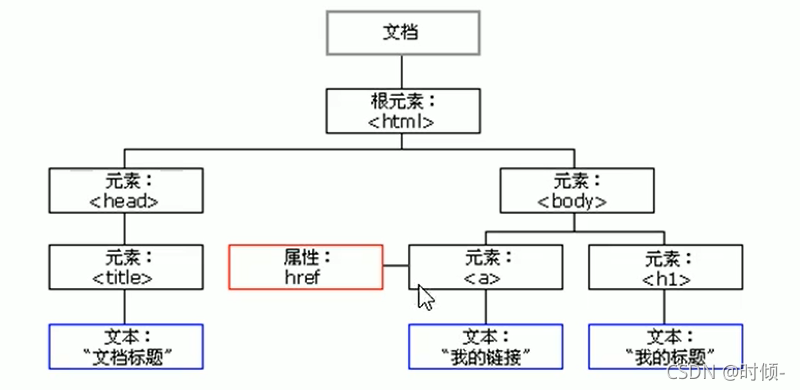 文档
根元素：
<html>
元素：
<head>
元素：
<body>
元素：
<title>
属性：
href
元素：
<a>
元素：
<h1>
文本：
“文档标题”
文本：
“我的链接”
文本：
“我的标题”
CSDN @时倾-